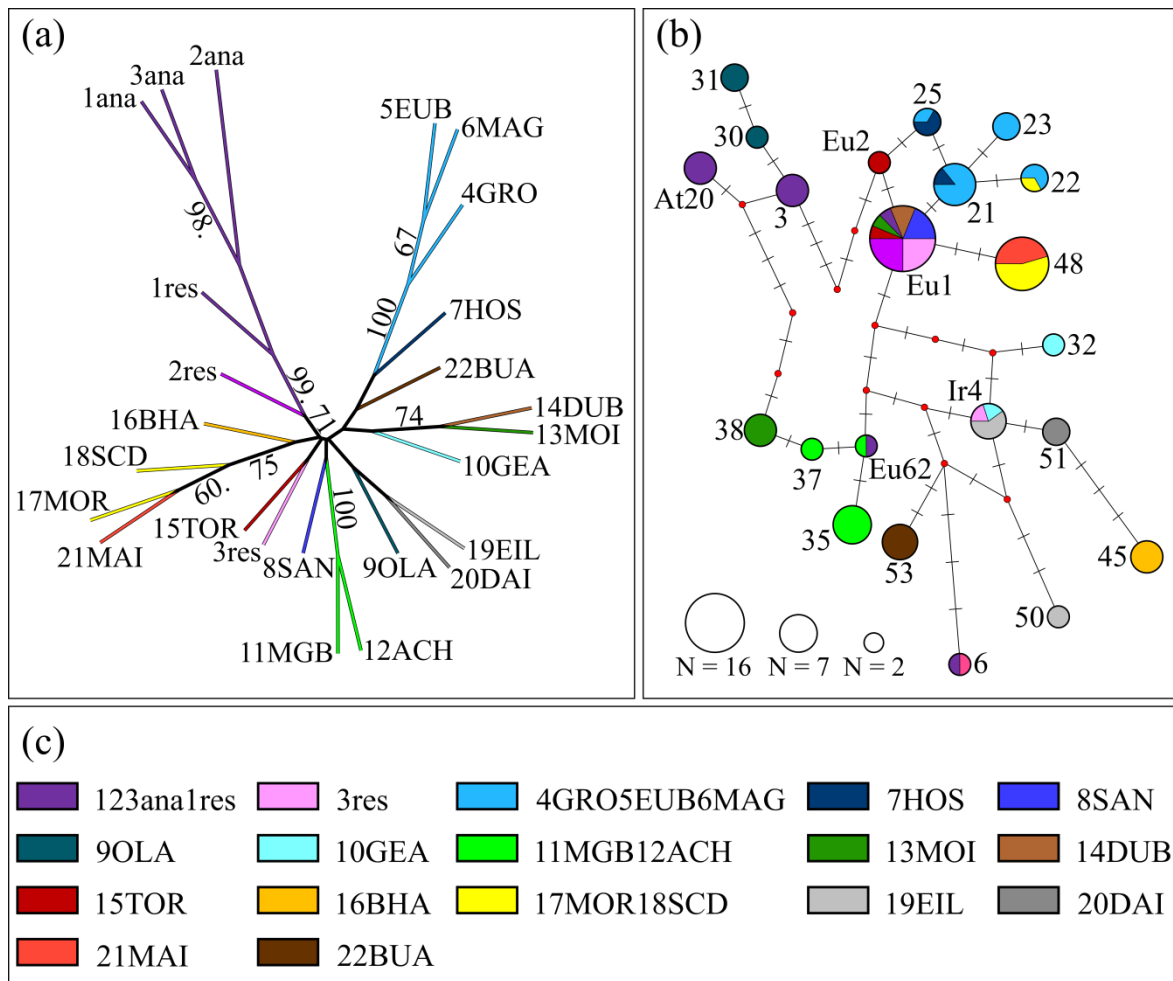 (a)
2ana
3ana
1ana
5EUB
6MAG
4GRO
98.
67
1res
100
7HOS
2res
99.
71
22BUA
16BHA
74
14DUB
13MOI
18SCD
75
10GEA
60.
17MOR
15TOR
100
21MAI
3res
8SAN
9OLA
19EIL
20DAI
11MGB
12ACH
(b)
31
25
23
30
Eu2
22
At20
3
21
48
Eu1
32
Ir4
38
51
37
Eu62
35
53
45
50
N = 16
N = 7
N = 2
6
(c)
123ana1res
3res
4GRO5EUB6MAG
7HOS
8SAN
9OLA
10GEA
11MGB12ACH
13MOI
14DUB
15TOR
16BHA
17MOR18SCD
19EIL
20DAI
21MAI
22BUA